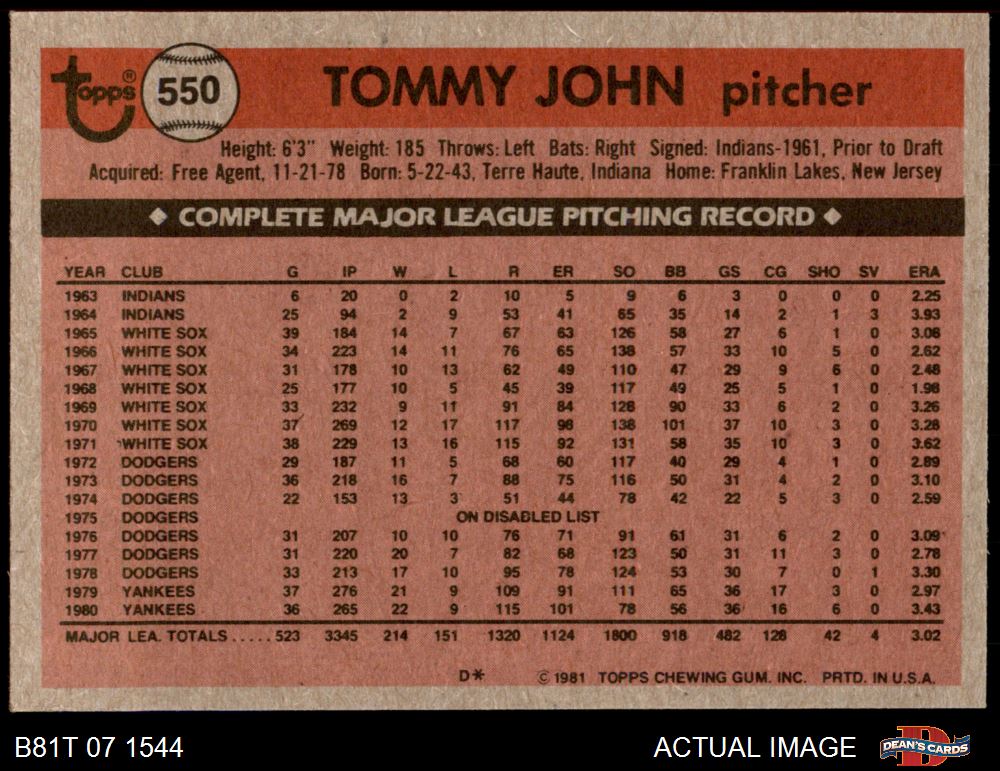 Topps® 550 TOMMY JOHN pitcher
Height: 6'3" Weight: 185 Throws: Left Bats: Right Signed: Indians-1961, Prior to Draft
Acquired: Free Agent, 11-21-78 Born: 5-22-43, Terre Haute, Indiana Home: Franklin Lakes, New Jersey
◆ COMPLETE MAJOR LEAGUE PITCHING RECORD ◆
YEAR CLUB G IP W L R ER SO BB GS CG SHO SV ERA
1963 INDIANS 6 20 0 2 10 5 9 6 3 0 0 0 2.25
1964 INDIANS 25 94 2 9 53 41 65 35 14 2 1 3 3.93
1965 WHITE SOX 39 184 14 7 67 63 126 58 27 6 1 0 3.08
1966 WHITE SOX 34 223 14 11 76 65 138 57 33 10 5 0 2.62
1967 WHITE SOX 31 178 10 13 62 49 110 47 29 9 6 0 2.48
1968 WHITE SOX 25 177 10 5 45 39 117 49 25 5 1 0 1.98
1969 WHITE SOX 33 232 9 11 91 84 128 90 33 6 2 0 3.26
1970 WHITE SOX 37 269 12 17 117 98 138 101 37 10 3 0 3.28
1971 WHITE SOX 38 229 13 16 115 92 131 58 35 10 3 0 3.62
1972 DODGERS 29 187 11 5 68 60 117 40 29 4 1 0 2.89
1973 DODGERS 36 218 16 7 88 75 116 50 31 4 2 0 3.10
1974 DODGERS 22 153 13 3 51 44 78 42 22 5 3 0 2.59
1975 DODGERS ON DISABLED LIST
1976 DODGERS 31 207 10 10 76 71 91 61 31 6 2 0 3.09
1977 DODGERS 31 220 20 7 82 68 123 50 31 11 3 0 2.78
1978 DODGERS 33 213 17 10 95 78 124 53 30 7 0 1 3.30
1979 YANKEES 37 276 21 9 109 91 111 65 36 17 3 0 2.97
1980 YANKEES 36 265 22 9 115 101 78 56 36 16 6 0 3.43
MAJOR LEA. TOTALS ..... 523 3345 214 151 1320 1124 1800 918 482 128 42 4 3.02
D* © 1981 TOPPS CHEWING GUM. INC. PRTD. IN U.S.A.
B81T 07 1544 ACTUAL IMAGE DEAN'S CARDS